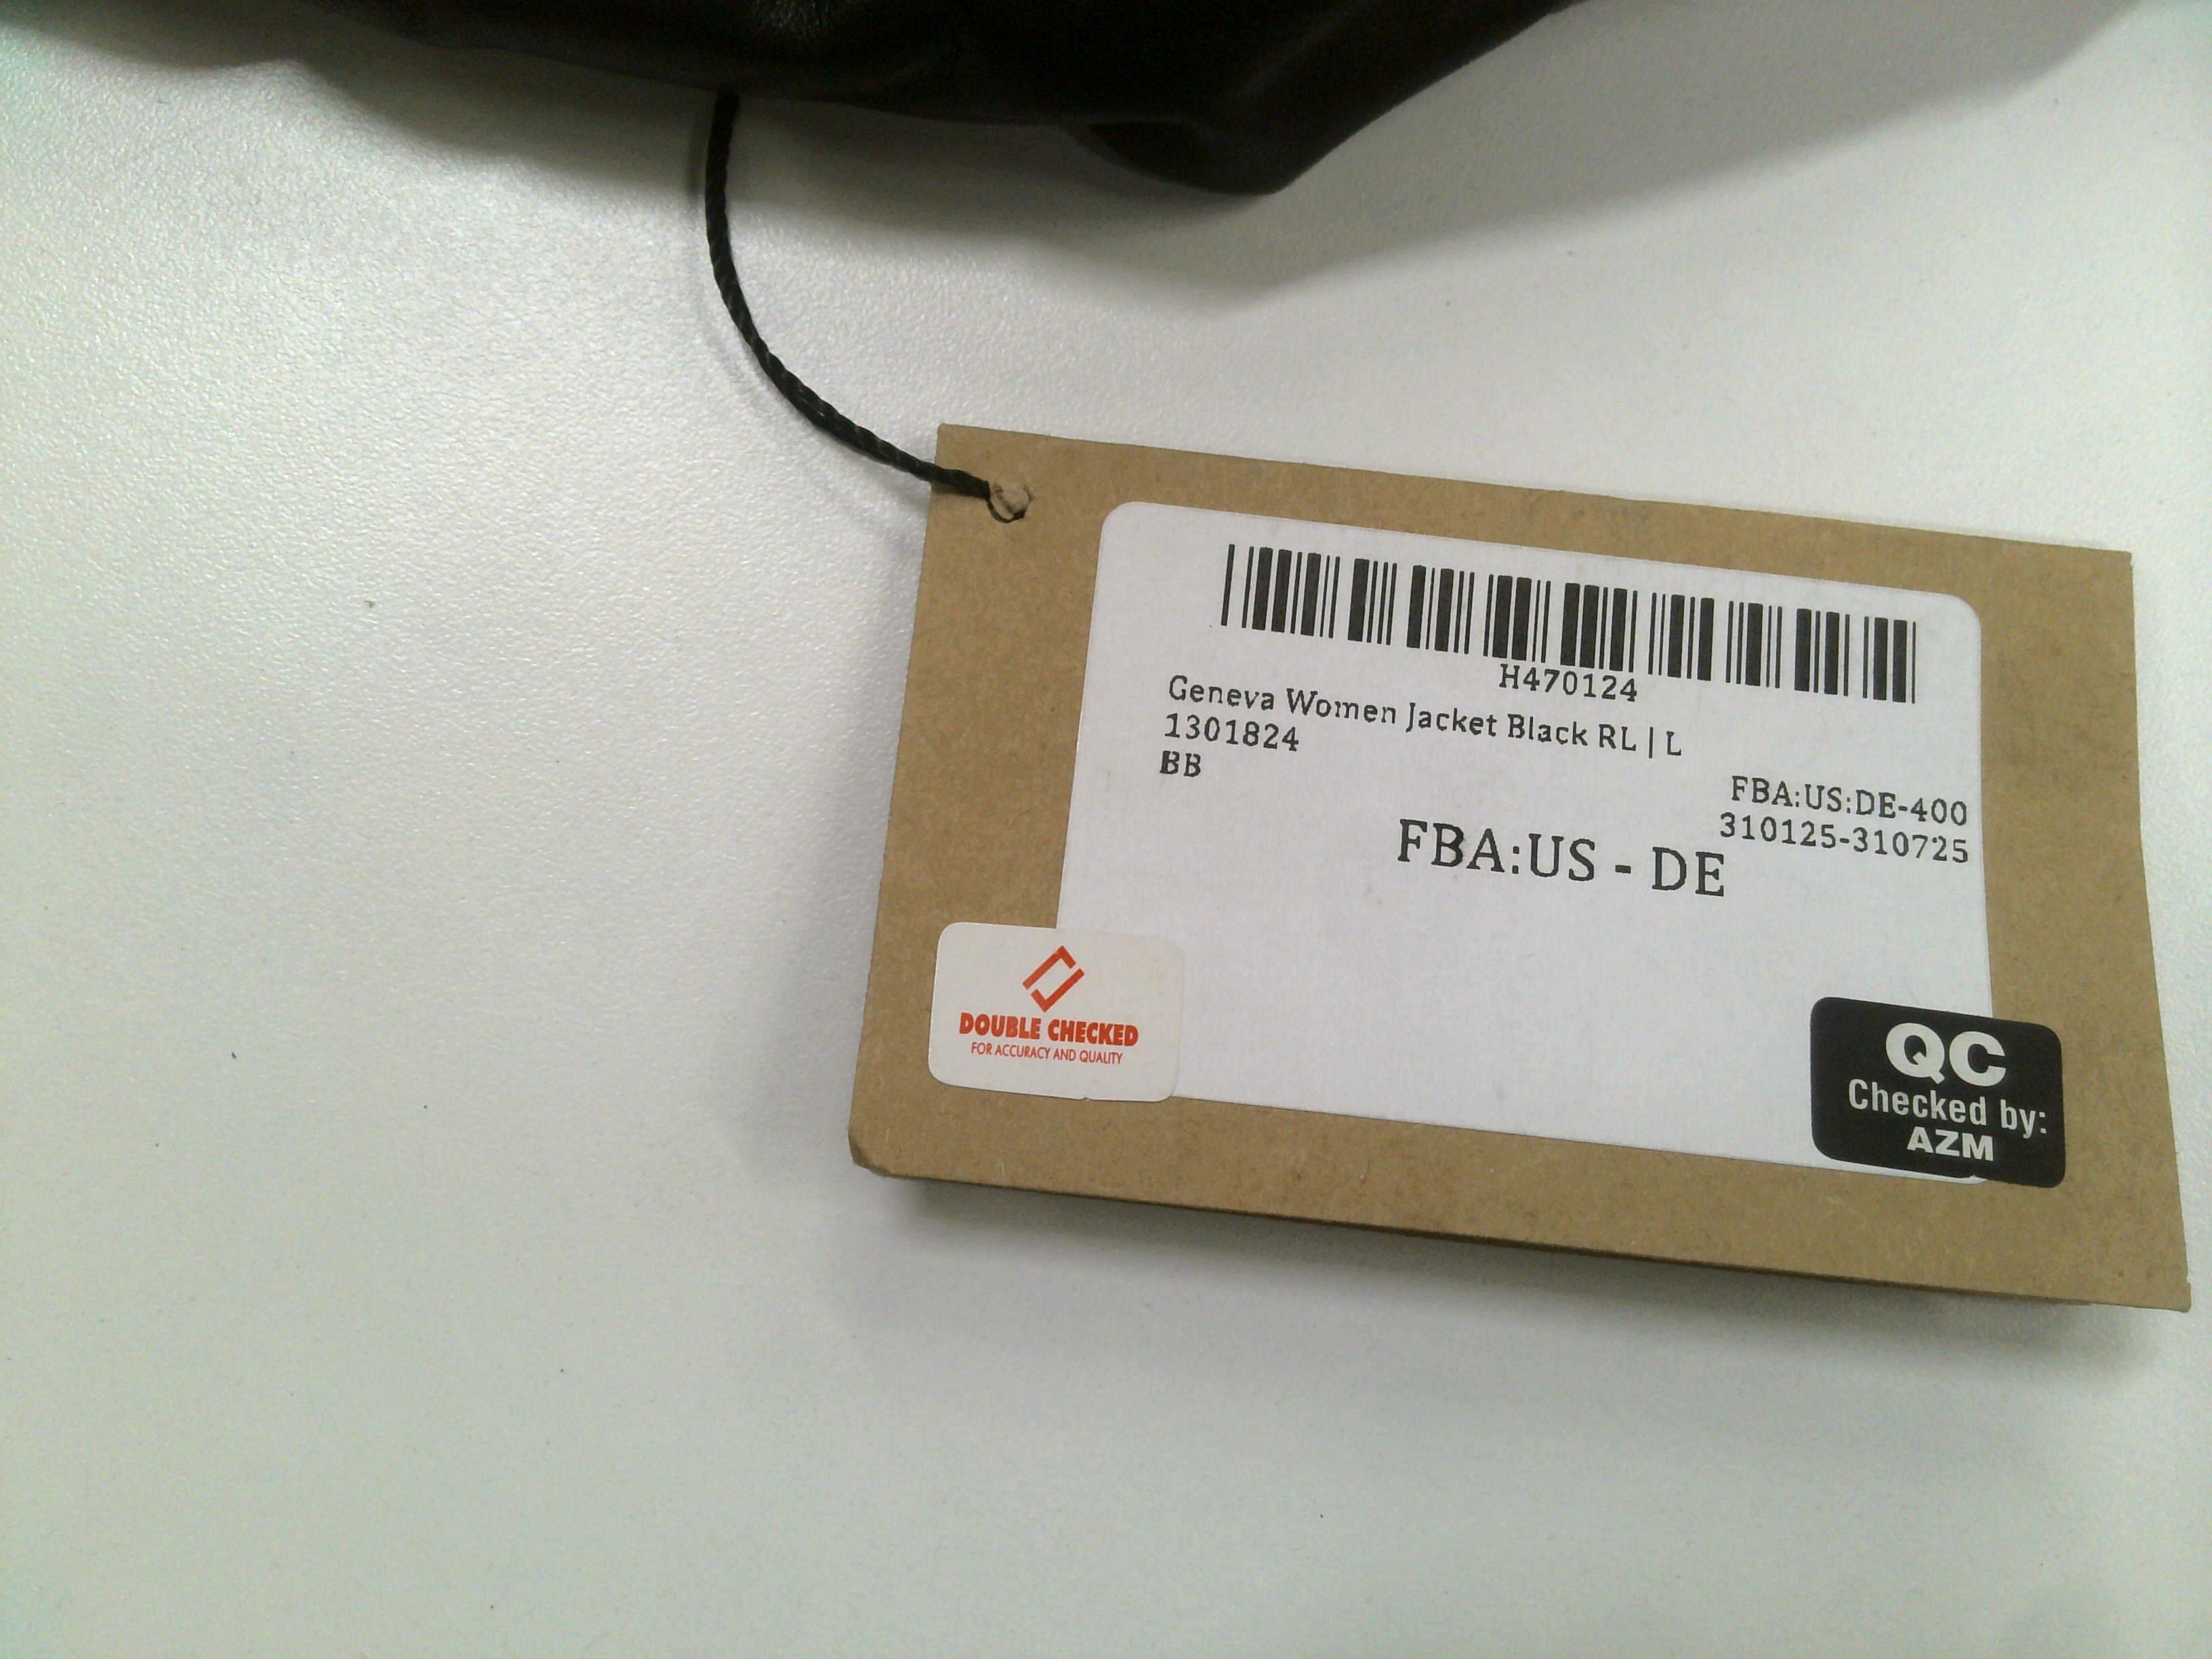 H470124
Geneva Women Jacket Black RL | L
1301824
BB
FBA:US:DE-400
310125-310725
FBA:US - DE
DOUBLE CHECKED
FOR ACCURACY AND QUALITY
QC
Checked by:
AZM